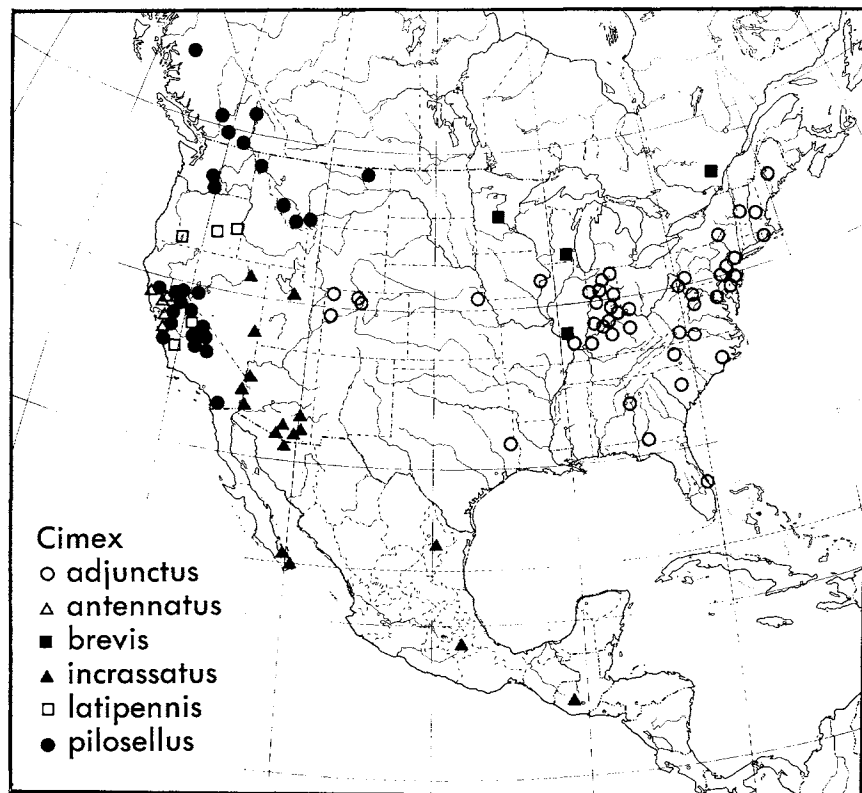 Cimex
adjunctus
antennatus
brevis
incrassatus
latipennis
pilosellus